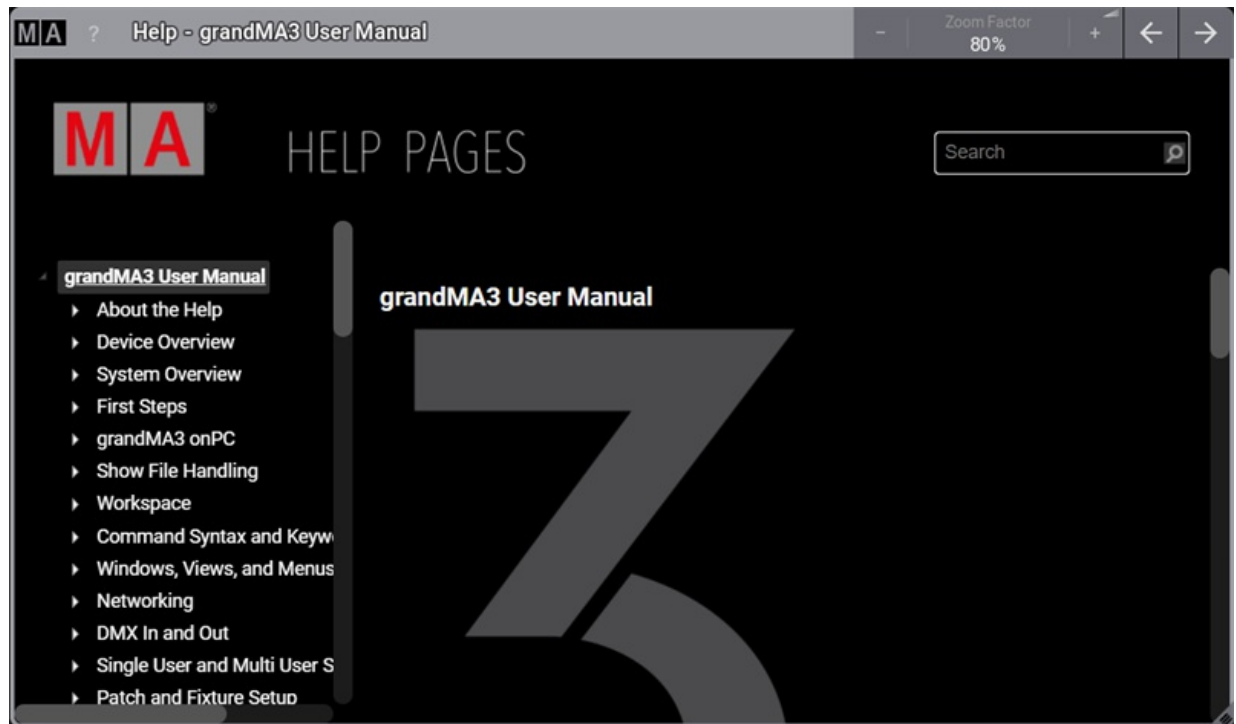 MA ? Help - grandMA3 User Manual - Zoom Factor +
80%
MA® HELP PAGES Search
grandMA3 User Manual
grandMA3 User Manual
About the Help
Device Overview
System Overview
First Steps
grandMA3 onPC
Show File Handling
Workspace
Command Syntax and Keyw
Windows, Views, and Menus
Networking
DMX In and Out
Single User and Multi User S
Patch and Fixture Setup
3